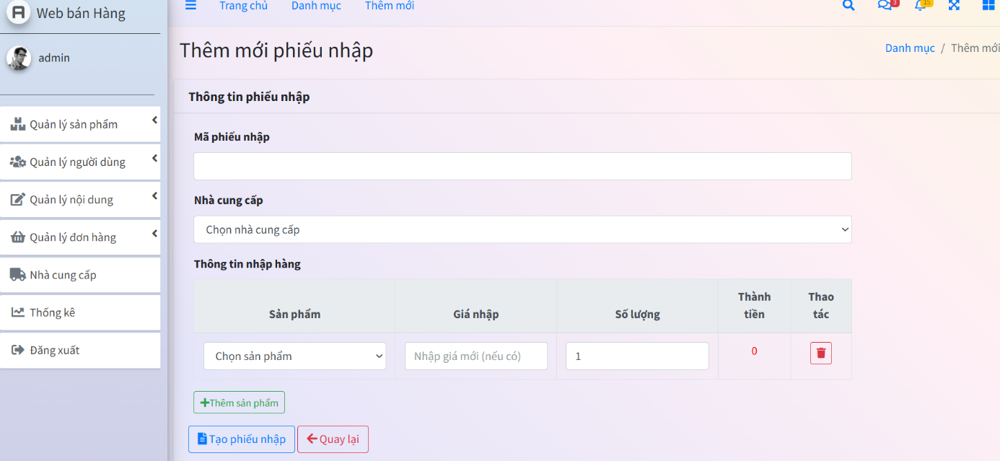 Web bán Hàng
Trang chủ
Danh mục
Thêm mới
3
15
admin
Thêm mới phiếu nhập
Danh mục / Thêm mới
Thông tin phiếu nhập
Quản lý sản phẩm
Quản lý người dùng
Quản lý nội dung
Quản lý đơn hàng
Nhà cung cấp
Thống kê
Đăng xuất
Mã phiếu nhập
Nhà cung cấp
Chọn nhà cung cấp
Thông tin nhập hàng
Sản phẩm
Giá nhập
Số lượng
Thành
tiền
Thao
tác
Chọn sản phẩm
Nhập giá mới (nếu có)
1
0
Thêm sản phẩm
Tạo phiếu nhập
Quay lại